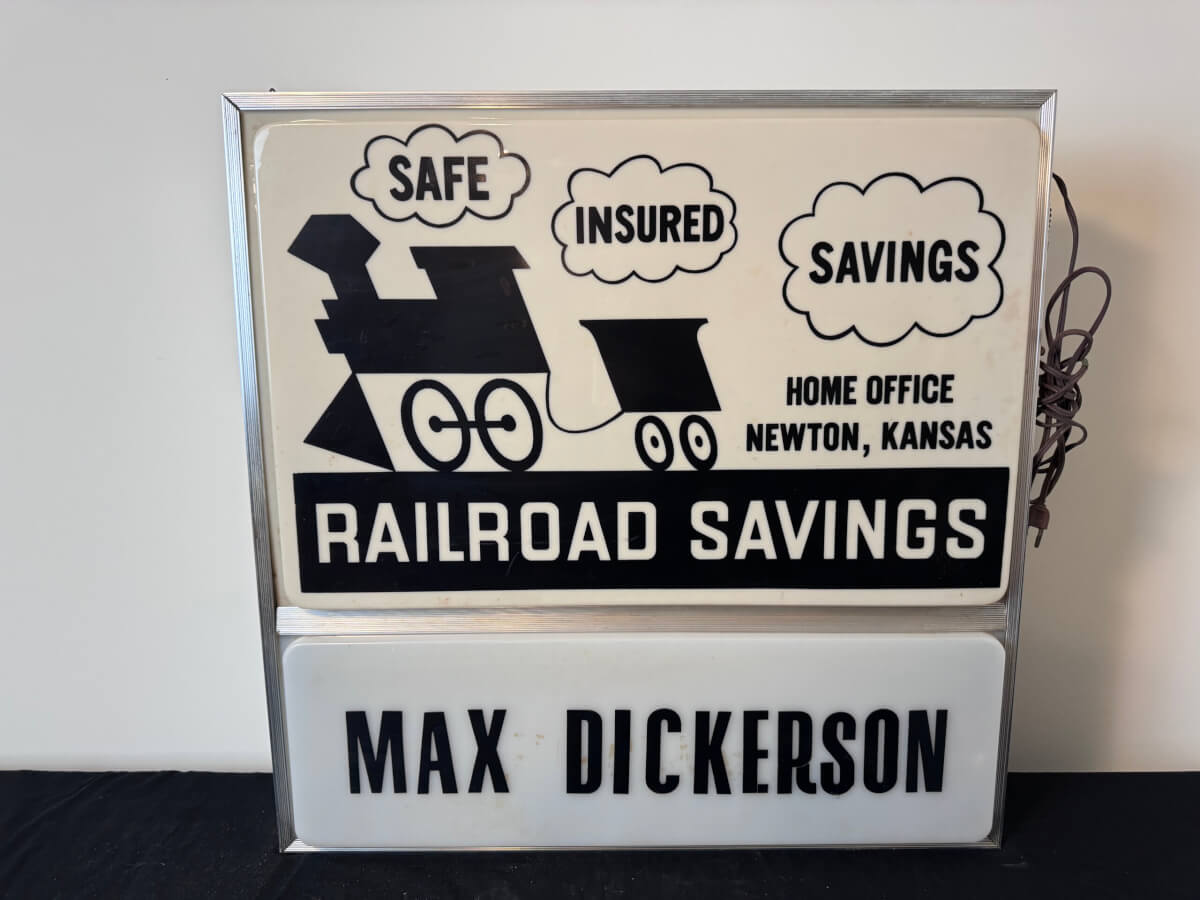 SAFE
INSURED
SAVINGS
HOME OFFICE
NEWTON, KANSAS
RAILROAD SAVINGS
MAX DICKERSON